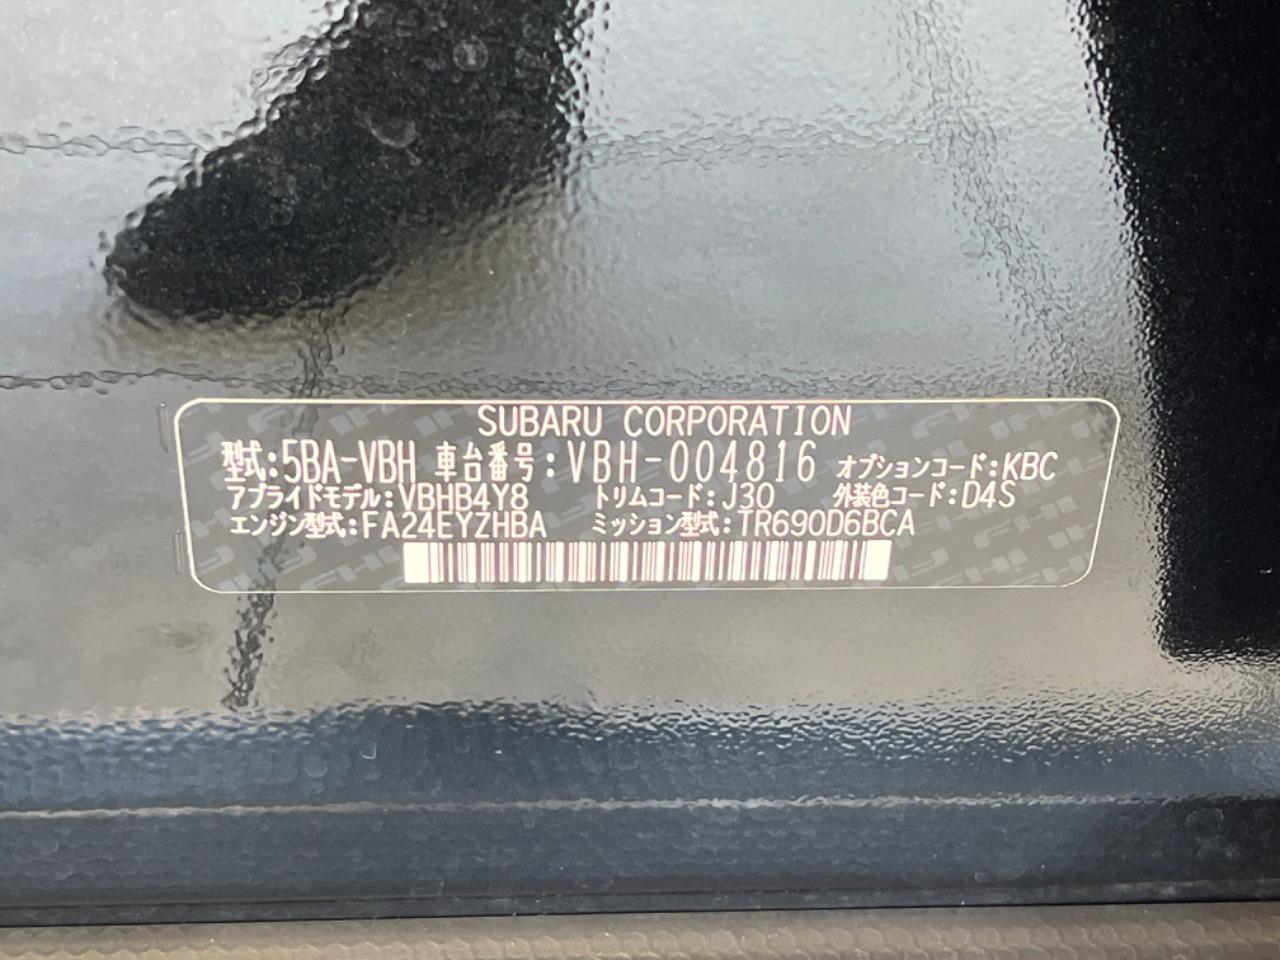 SUBARU CORPORATION
型式:5BA-VBH 車台番号:VBH-004816 オプションコード:KBC
アプライドモデル:VBHB4Y8 トリムコード:J30 外装色コード:D4S
エンジン型式:FA24EYZHBA ミッション型式:TR690D6BCA